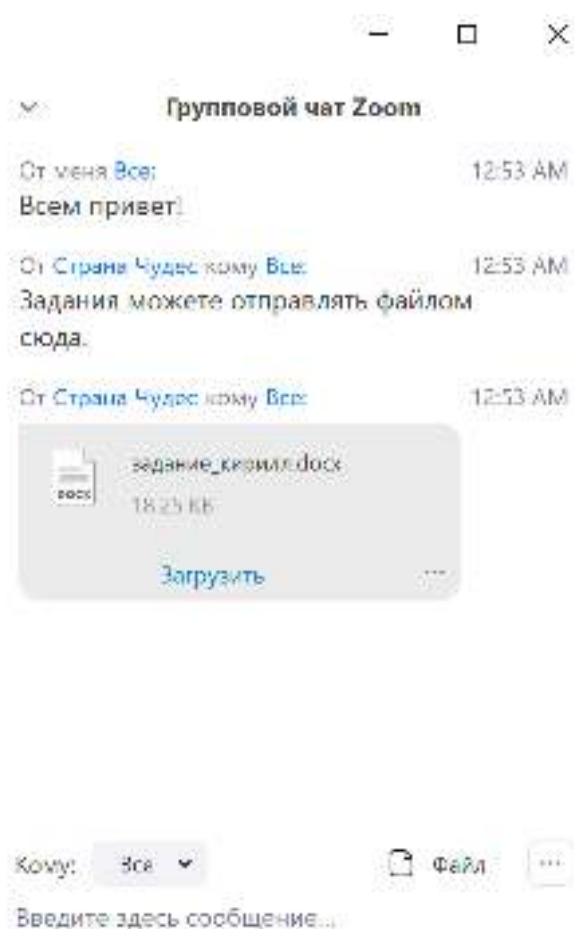 Групповой чат Zoom
От меня Все: 12:53 AM
Всем привет!
От Страна Чудес кому Все: 12:53 AM
Задания можете отправлять файлом
сюда.
От Страна Чудес кому Все: 12:53 AM
задание_кирилл.docx
DOCX
18.25 КБ
Загрузить
Кому: Все Файл
Введите здесь сообщение...